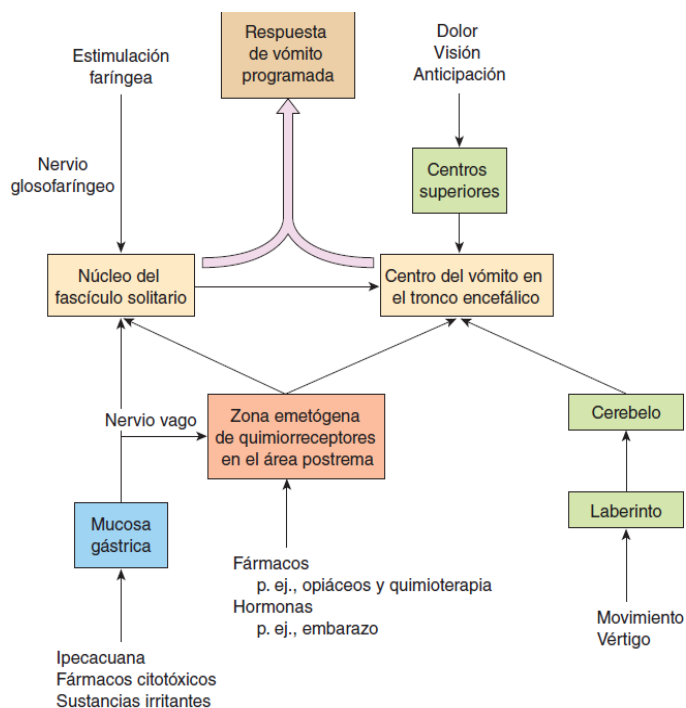 Respuesta
de vómito
programada
Estimulación
faríngea
Dolor
Visión
Anticipación
Nervio
glosofaríngeo
Centros
superiores
Núcleo del
fascículo solitario
Centro del vómito en
el tronco encefálico
Nervio vago
Zona emetógena
de quimiorreceptores
en el área postrema
Cerebelo
Mucosa
gástrica
Laberinto
Fármacos
p. ej., opiáceos y quimioterapia
Hormonas
p. ej., embarazo
Movimiento
Vértigo
Ipecacuana
Fármacos citotóxicos
Sustancias irritantes